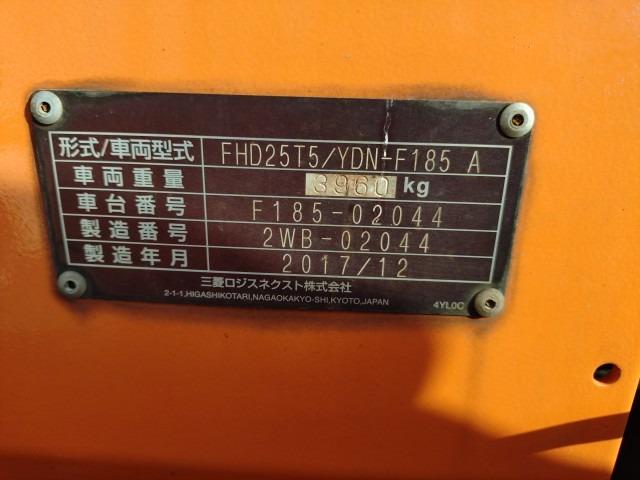 形式/車両型式 FHD25T5/YDN-F185 A
車両重量 3960 kg
車台番号 F185-02044
製造番号 2WB-02044
製造年月 2017/12
三菱ロジスネクスト株式会社
2-1-1,HIGASHIKOTARI,NAGAOKAKYO-SHI,KYOTO,JAPAN
4YL00